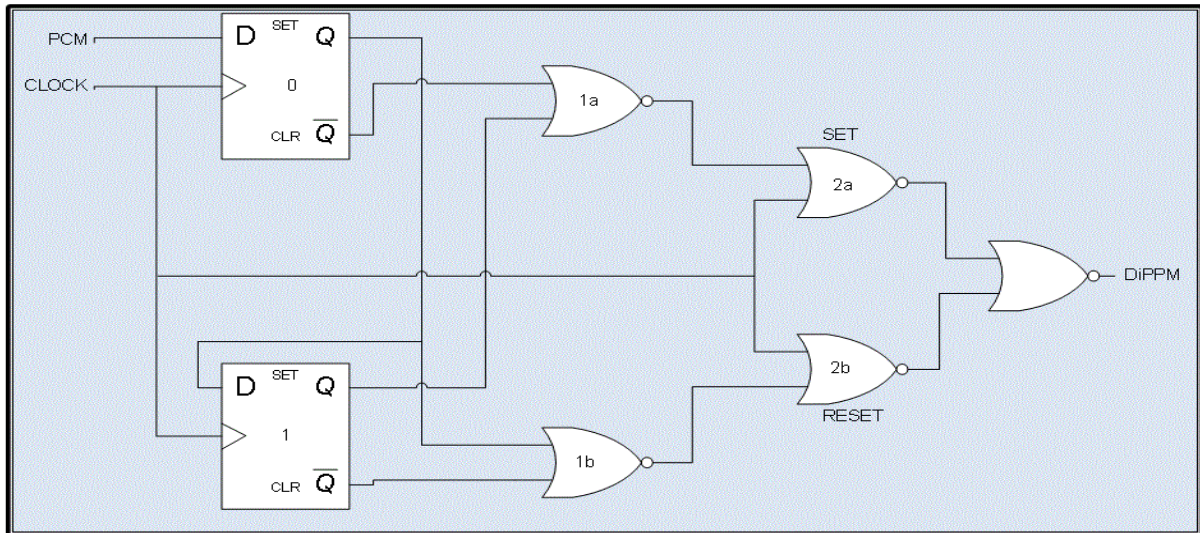 PCM
CLOCK
D SET Q
0
CLR Q
1a
SET
2a
DiPPM
D SET Q
1
CLR Q
2b
RESET
1b